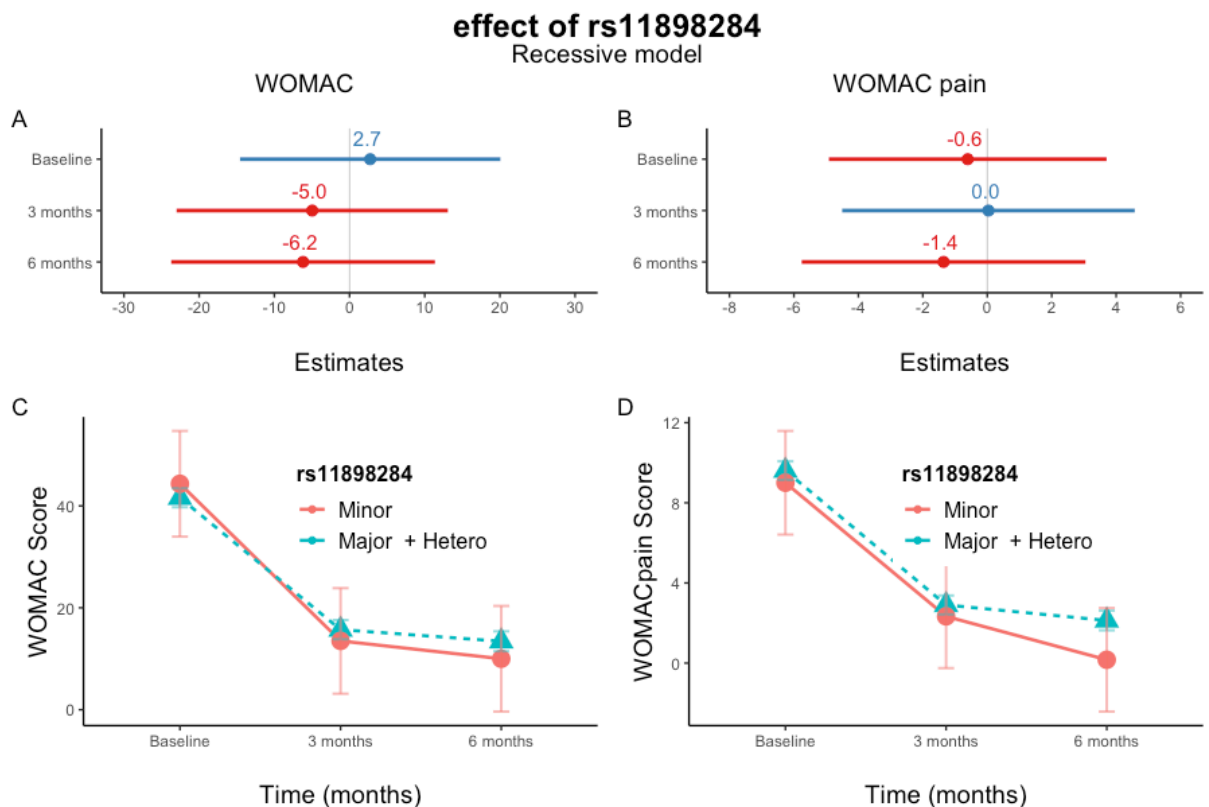 effect of rs11898284
Recessive model
WOMAC
WOMAC pain
A
2.7
Baseline
-5.0
3 months
-6.2
6 months
-30 -20 -10 0 10 20 30
Estimates
B
-0.6
Baseline
0.0
3 months
-1.4
6 months
-8 -6 -4 -2 0 2 4 6
Estimates
C
WOMAC Score
40
20
0
rs11898284
Minor
Major + Hetero
Baseline 3 months 6 months
Time (months)
D
WOMACpain Score
12
8
4
0
rs11898284
Minor
Major + Hetero
Baseline 3 months 6 months
Time (months)